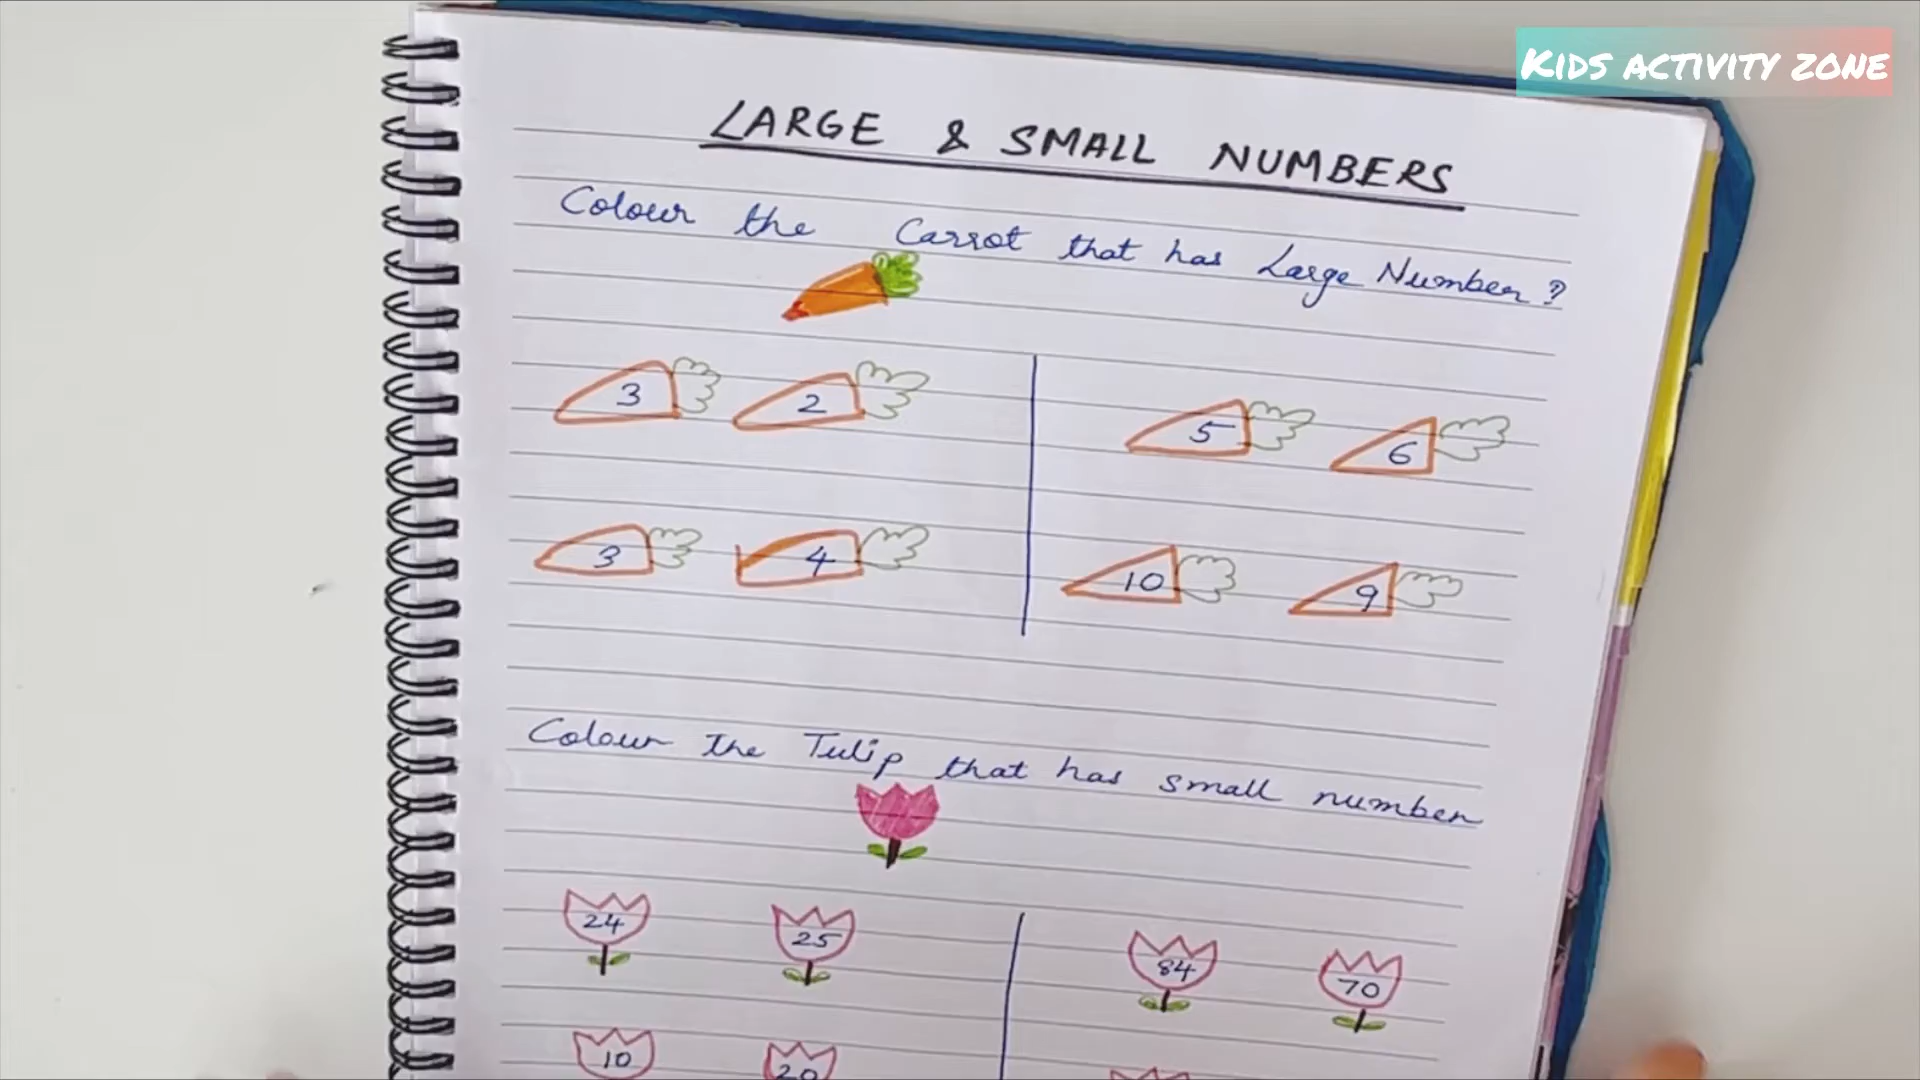 KIDS ACTIVITY ZONE
LARGE & SMALL NUMBERS
Colour the Carrot that has Large Number ?
3 2 5 6
3 4 10 9
Colour the Tulip that has small number
24 25 84 70
10 20